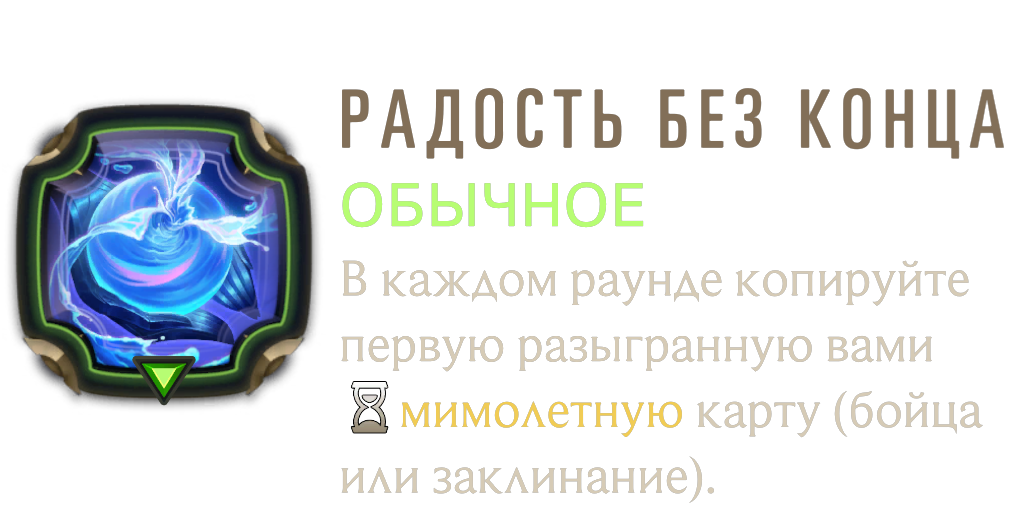 РАДОСТЬ БЕЗ КОНЦА
ОБЫЧНОЕ
В каждом раунде копируйте
первую разыгранную вами
мимолетную карту (бойца
или заклинание).